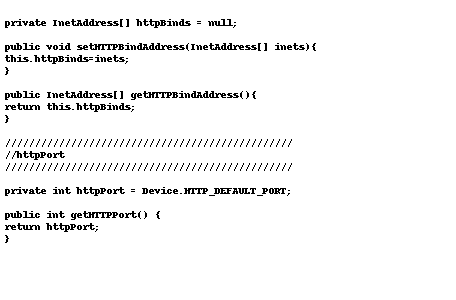 private InetAddress[] httpBinds = null;
public void setHTTPBindAddress(InetAddress[] inets){
this.httpBinds=inets;
}
public InetAddress[] getHTTPBindAddress(){
return this.httpBinds;
}
////////////////////////////////////////////////
//httpPort
////////////////////////////////////////////////
private int httpPort = Device.HTTP_DEFAULT_PORT;
public int getHTTPPort() {
return httpPort;
}